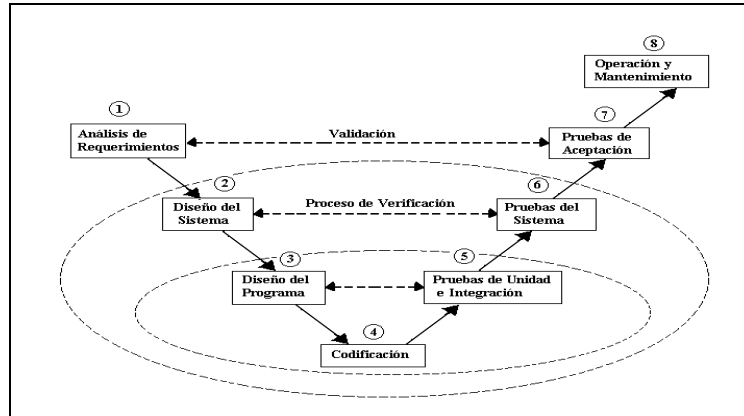 8
Operación y
Mantenimiento
1
7
Análisis de
Requerimientos
Validación
Pruebas de
Aceptación
2
6
Diseño del
Sistema
Proceso de Verificación
Pruebas del
Sistema
3
5
Diseño del
Programa
Pruebas de Unidad
e Integración
4
Codificación